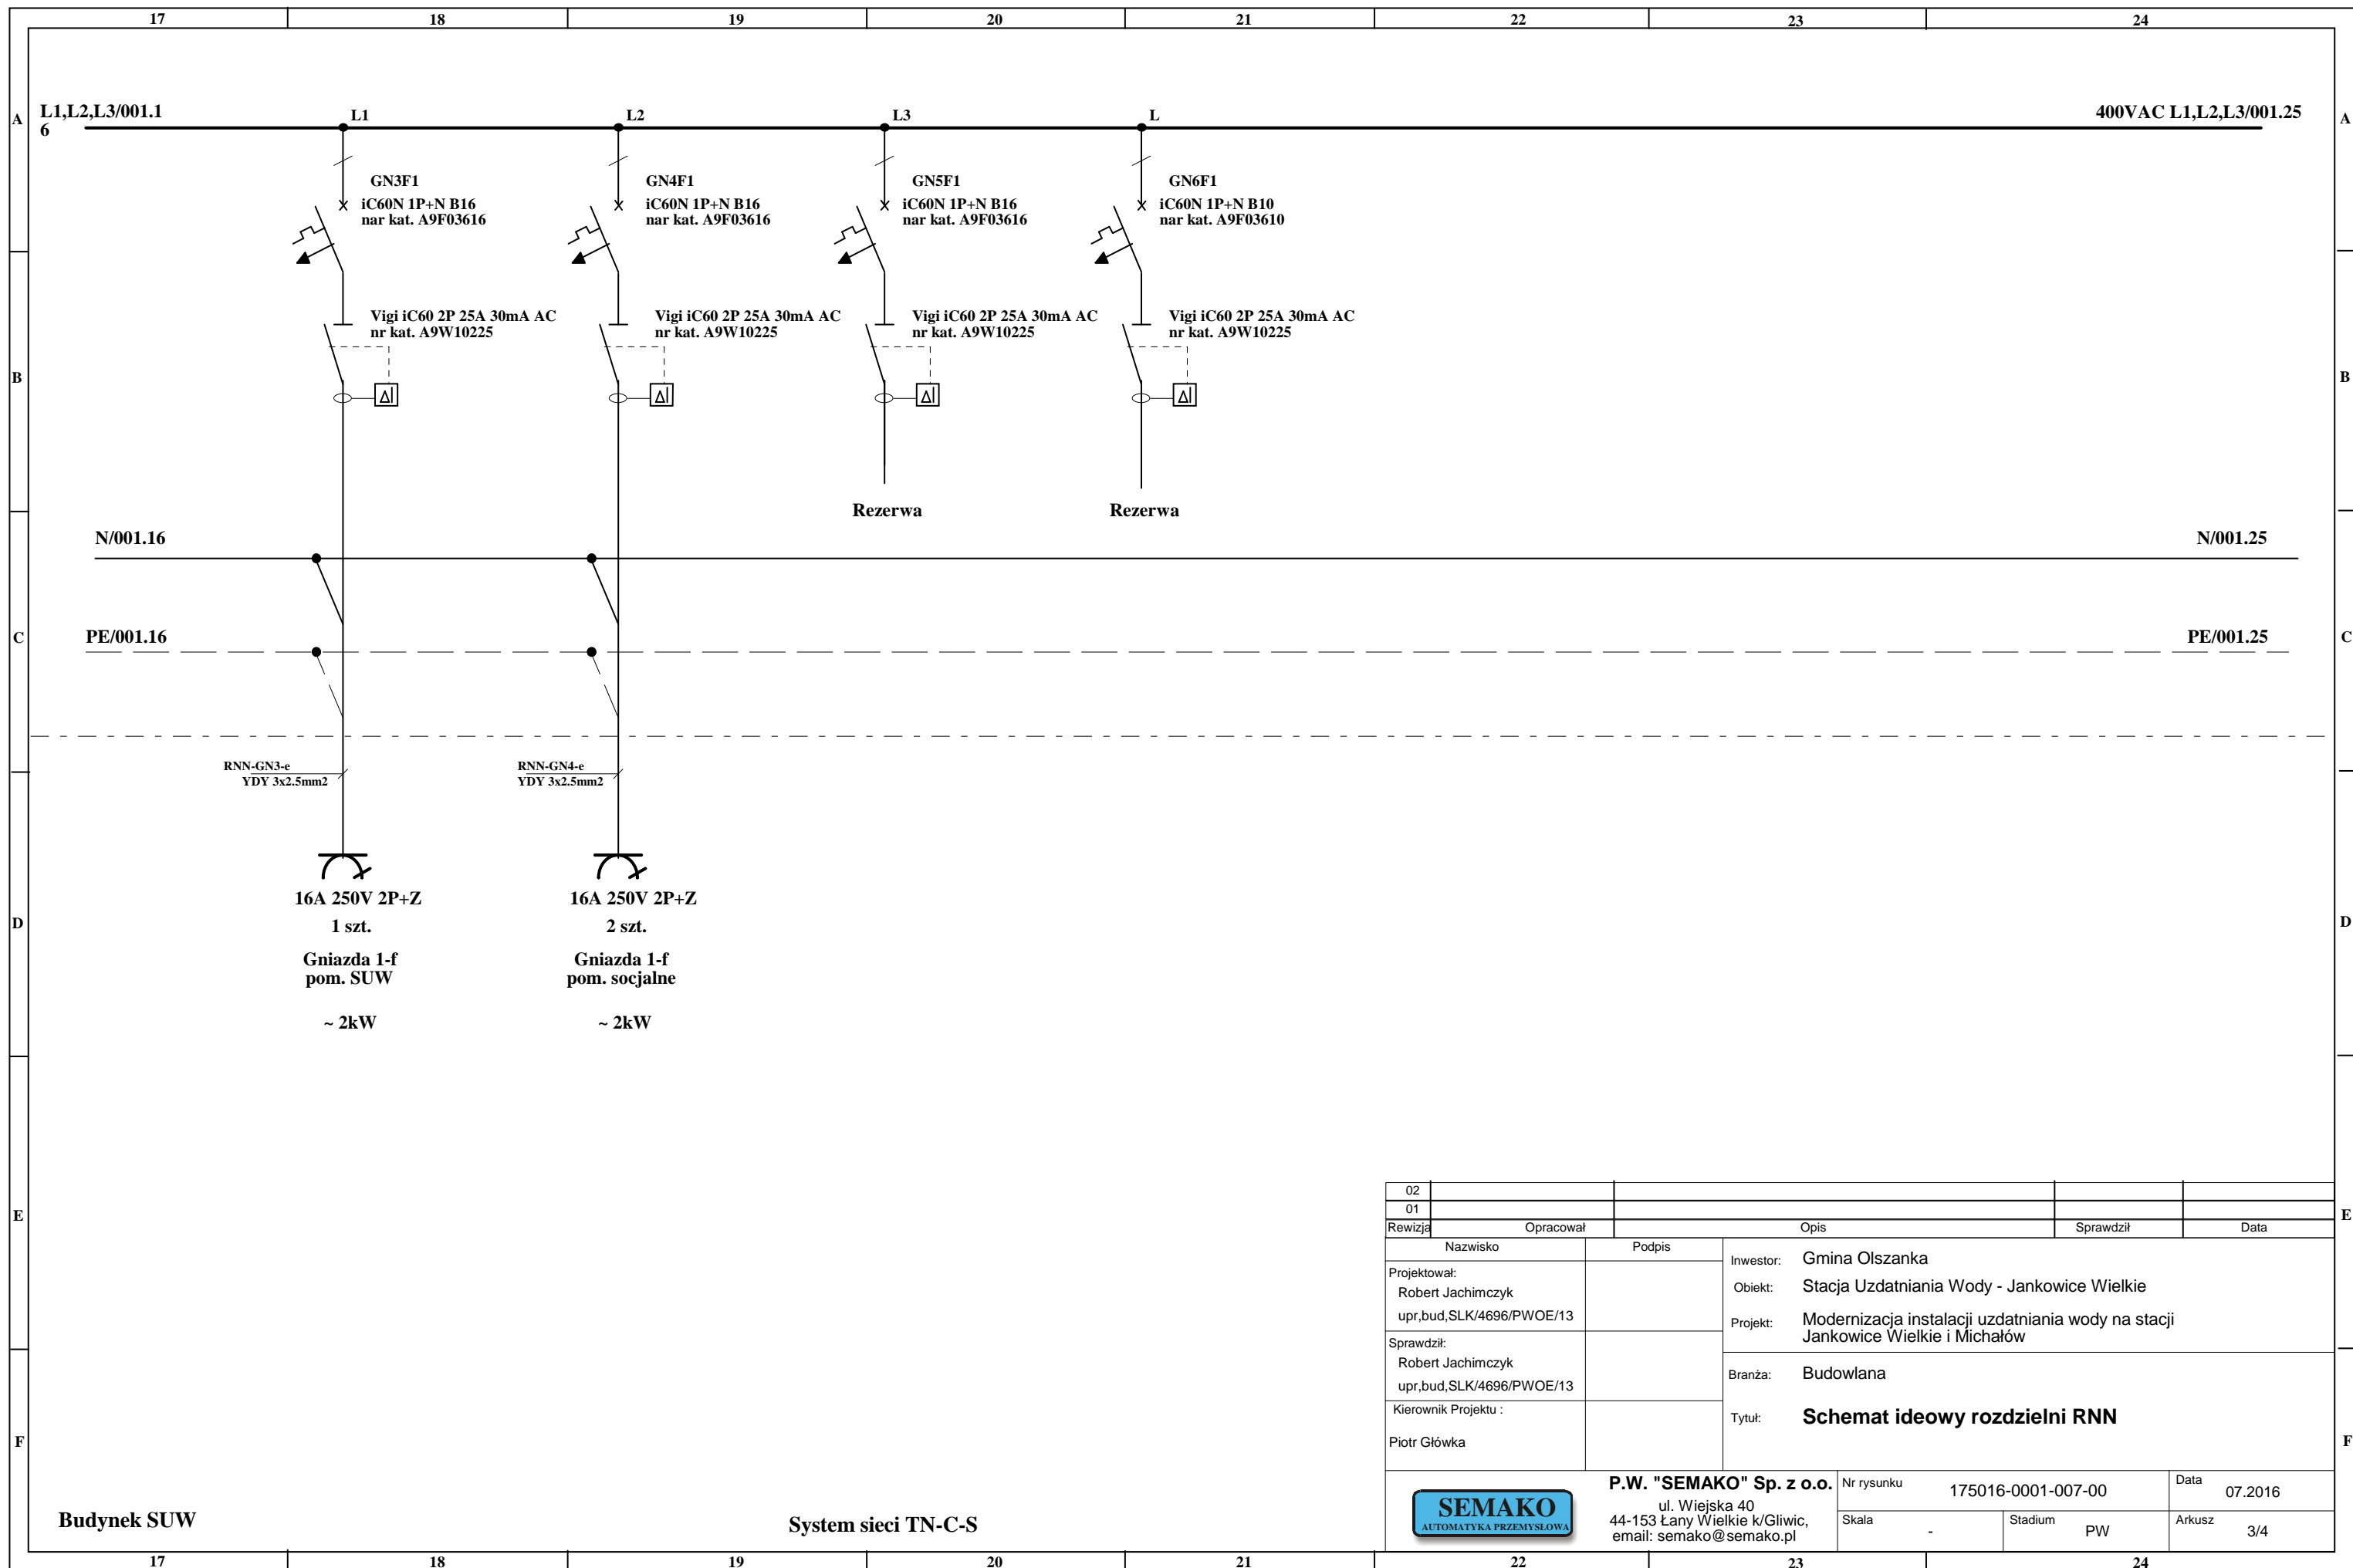 17 18 19 20 21 22 23 24
A A
L1,L2,L3/001.1
6
L1 L2 L3 L
400VAC L1,L2,L3/001.25
GN3F1 GN4F1 GN5F1 GN6F1
iC60N 1P+N B16 iC60N 1P+N B16 iC60N 1P+N B16 iC60N 1P+N B10
nar kat. A9F03616 nar kat. A9F03616 nar kat. A9F03616 nar kat. A9F03610
Vigi iC60 2P 25A 30mA AC Vigi iC60 2P 25A 30mA AC Vigi iC60 2P 25A 30mA AC Vigi iC60 2P 25A 30mA AC
nr kat. A9W10225 nr kat. A9W10225 nr kat. A9W10225 nr kat. A9W10225
B B
ΔI ΔI ΔI ΔI
Rezerwa Rezerwa
N/001.16 N/001.25
C C
PE/001.16 PE/001.25
RNN-GN3-e RNN-GN4-e
YDY 3x2.5mm2 YDY 3x2.5mm2
16A 250V 2P+Z 16A 250V 2P+Z
D D
1 szt. 2 szt.
Gniazda 1-f Gniazda 1-f
pom. SUW pom. socjalne
~ 2kW ~ 2kW
E E
02
01
Rewizja Opracował Opis Sprawdził Data
Nazwisko Podpis
Inwestor: Gmina Olszanka
Projektował:
Robert Jachimczyk
upr,bud,SLK/4696/PWOE/13
Obiekt: Stacja Uzdatniania Wody - Jankowice Wielkie
Projekt: Modernizacja instalacji uzdatniania wody na stacji
Jankowice Wielkie i Michałów
Sprawdził:
Robert Jachimczyk
upr,bud,SLK/4696/PWOE/13
Branża: Budowlana
Kierownik Projektu :
Piotr Główka
Tytuł: Schemat ideowy rozdzielni RNN
F F
SEMAKO
AUTOMATYKA PRZEMYSŁOWA
P.W. "SEMAKO" Sp. z o.o.
ul. Wiejska 40
44-153 Łany Wielkie k/Gliwic,
email: semako@semako.pl
Nr rysunku 175016-0001-007-00
Data 07.2016
Skala -
Stadium PW
Arkusz 3/4
Budynek SUW
System sieci TN-C-S
17 18 19 20 21 22 23 24